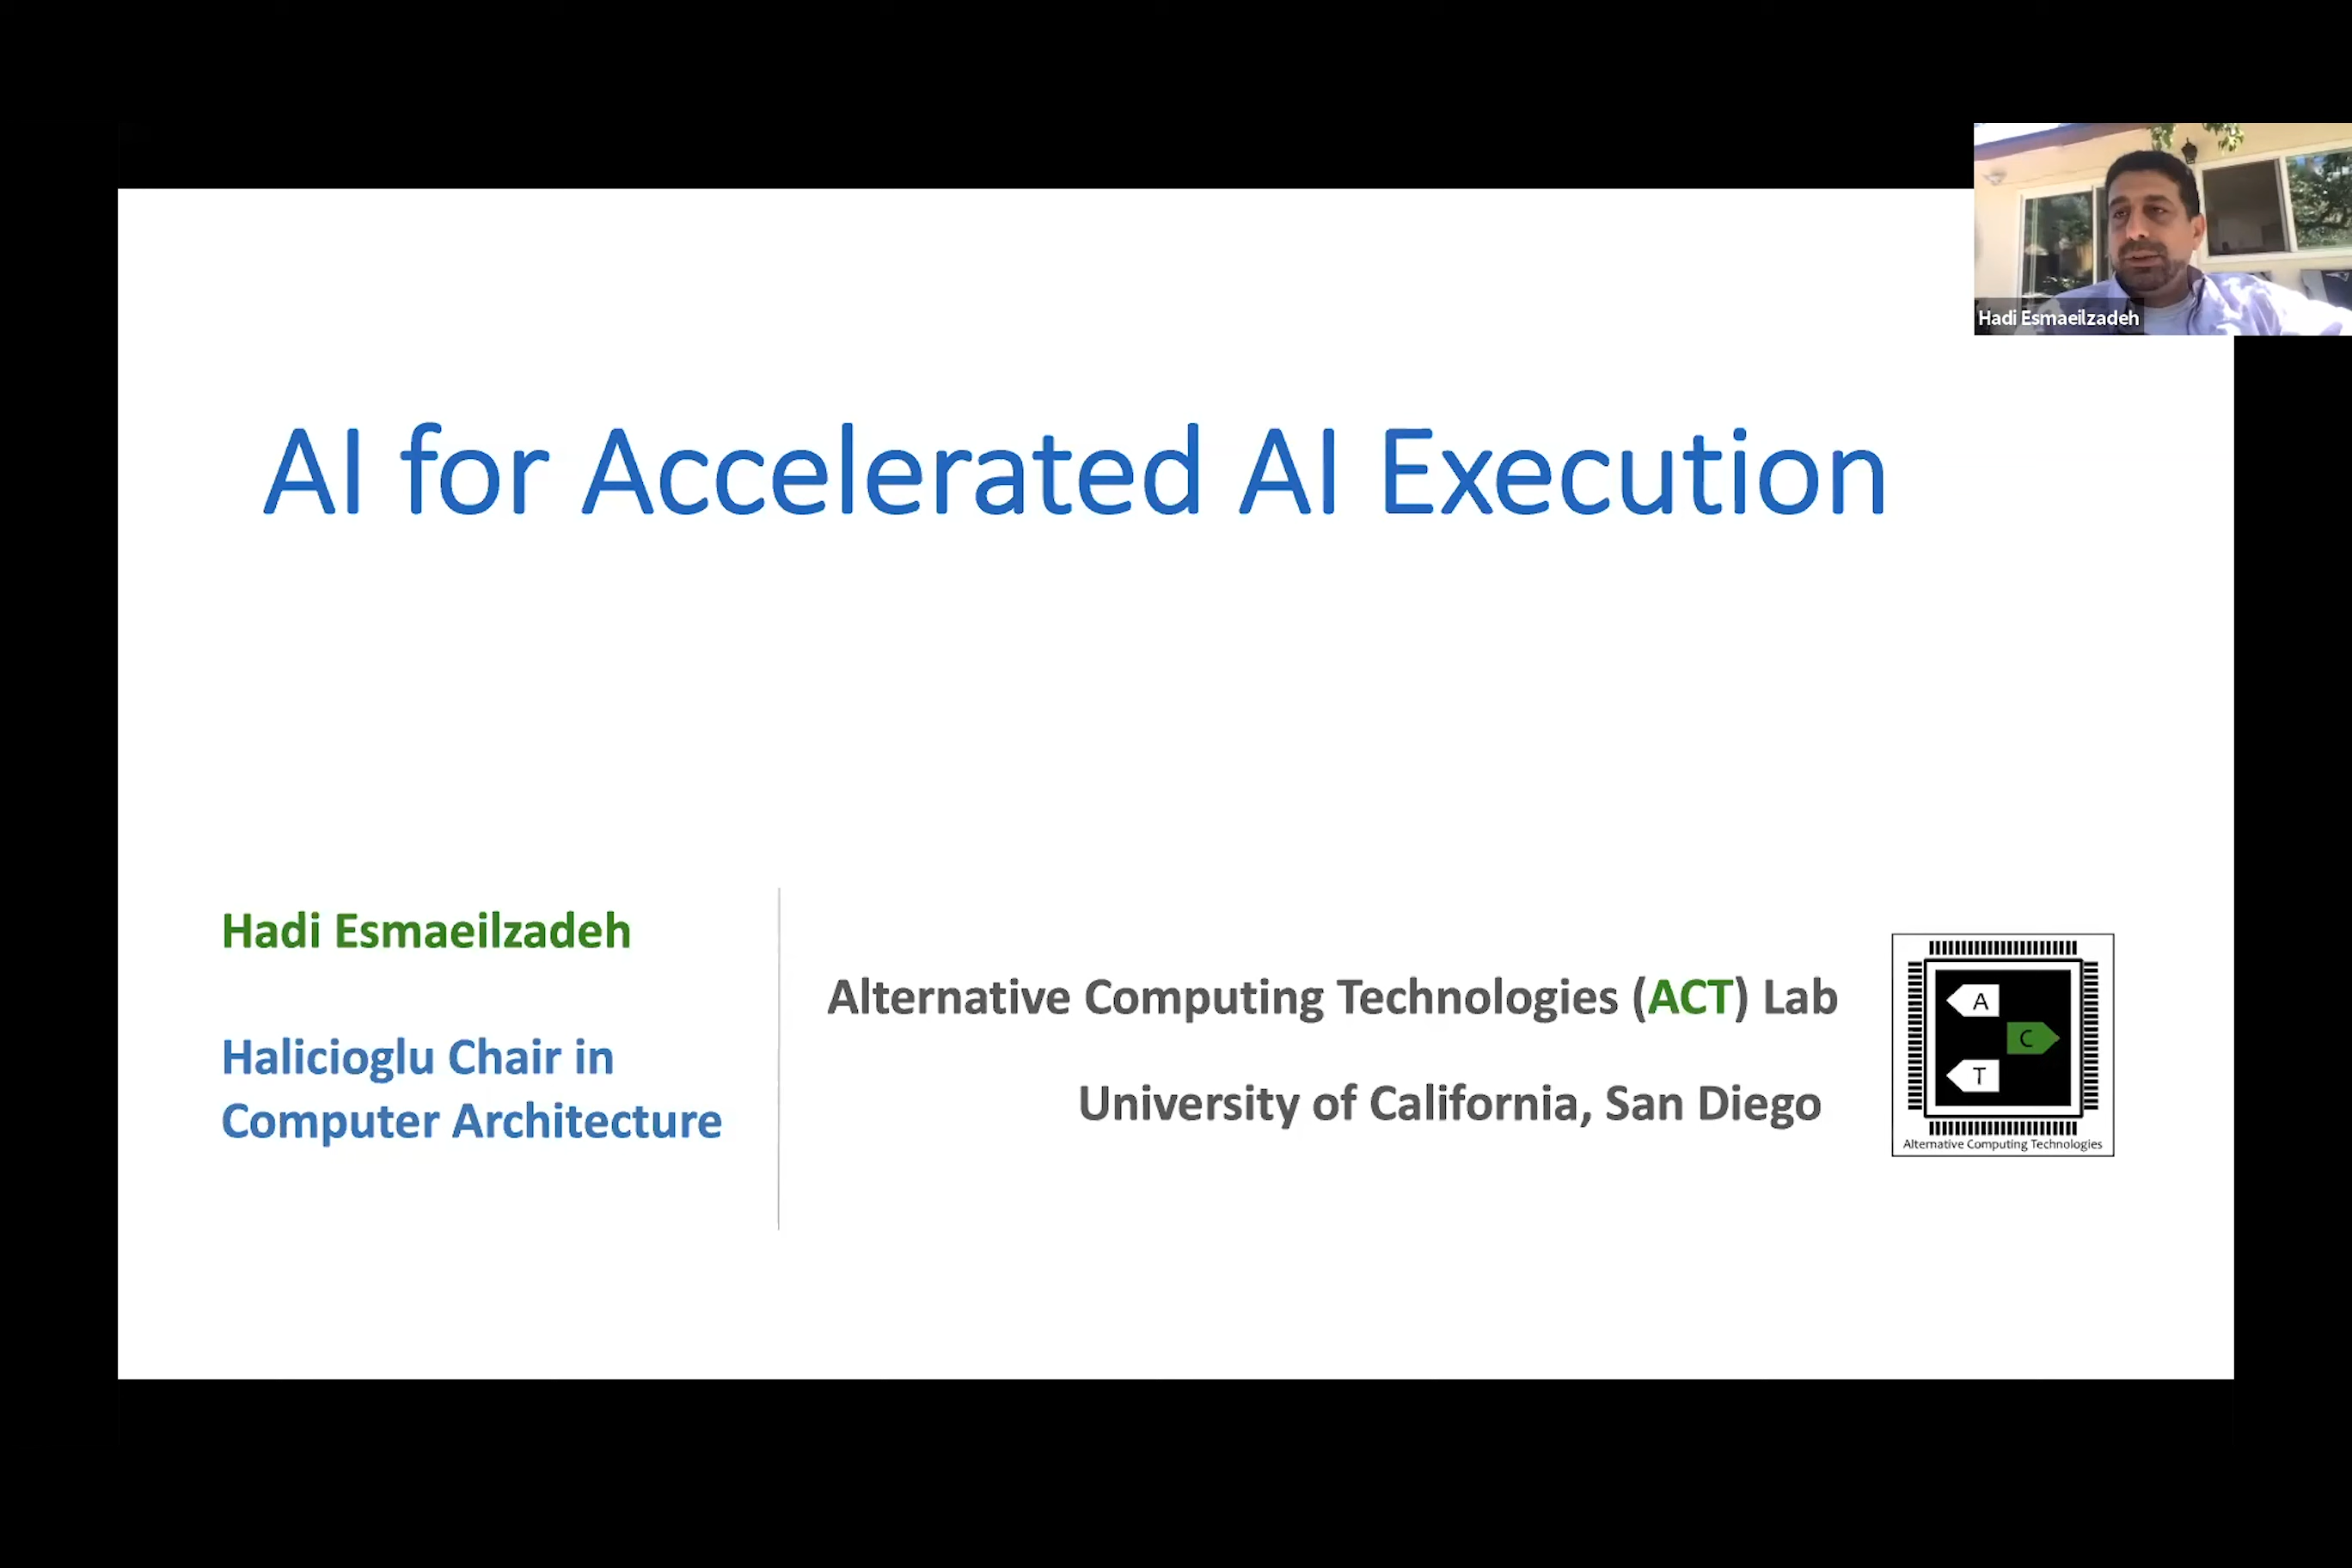 Hadi Esmaeilzadeh
AI for Accelerated AI Execution
Hadi Esmaeilzadeh
Halicioglu Chair in
Computer Architecture
Alternative Computing Technologies (ACT) Lab
University of California, San Diego
A
C
T
Alternative Computing Technologies